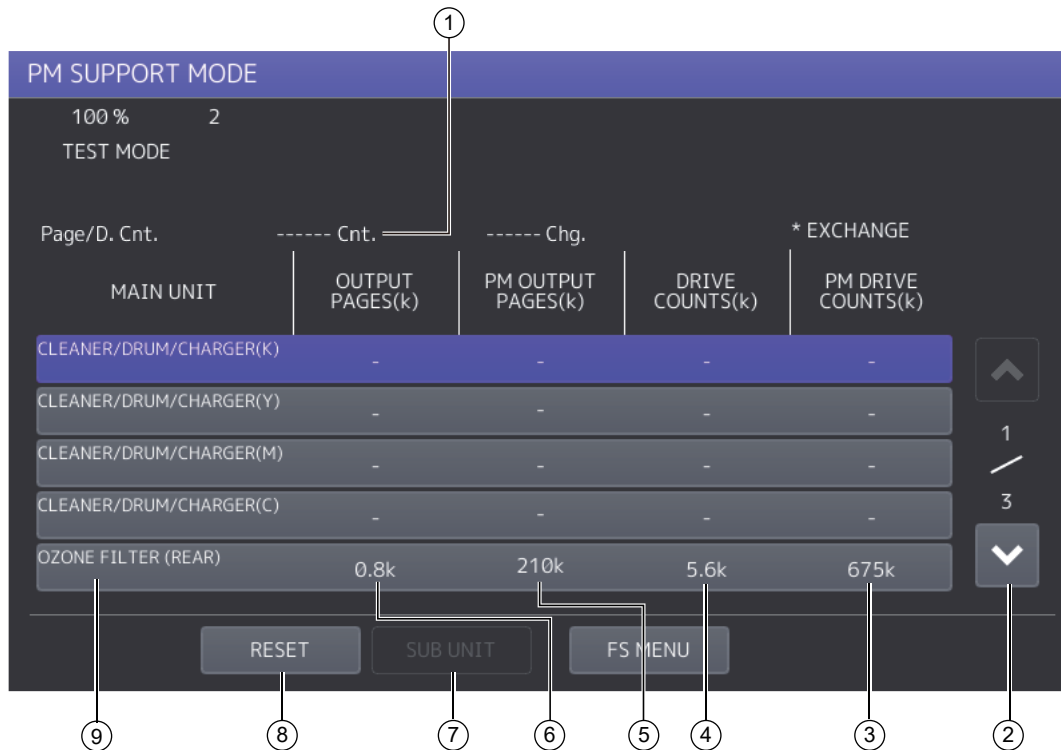 1
PM SUPPORT MODE
100 % 2
TEST MODE
Page/D. Cnt. ------ Cnt. ------ Chg. * EXCHANGE
MAIN UNIT OUTPUT PAGES(k) PM OUTPUT PAGES(k) DRIVE COUNTS(k) PM DRIVE COUNTS(k)
CLEANER/DRUM/CHARGER(K) - - - -
CLEANER/DRUM/CHARGER(Y) - - - -
CLEANER/DRUM/CHARGER(M) - - - -
CLEANER/DRUM/CHARGER(C) - - - -
OZONE FILTER (REAR) 0.8k 210k 5.6k 675k
1
/
3
RESET SUB UNIT FS MENU
9 8 7 6 5 4 3 2